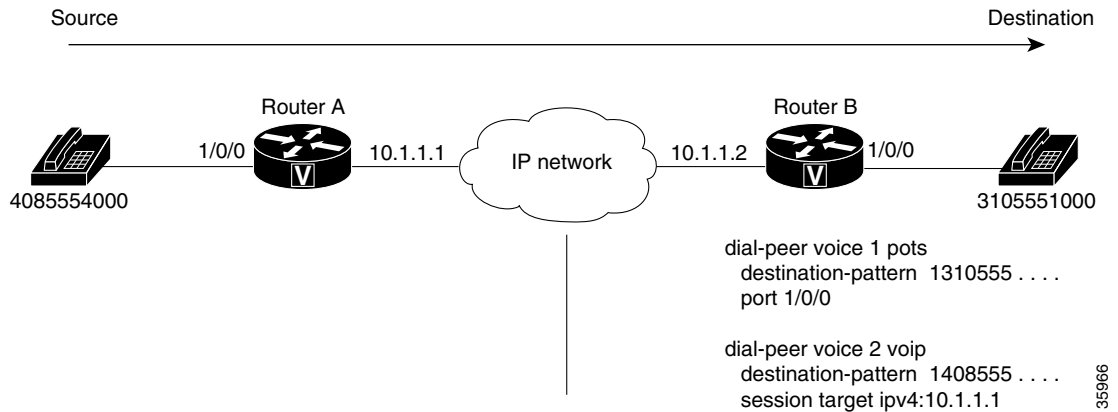 Source
Destination
Router A
Router B
1/0/0
10.1.1.1
IP network
10.1.1.2
1/0/0
V
V
4085554000
3105551000
dial-peer voice 1 pots
destination-pattern 1310555 . . . .
port 1/0/0
dial-peer voice 2 voip
destination-pattern 1408555 . . . .
session target ipv4:10.1.1.1
35966